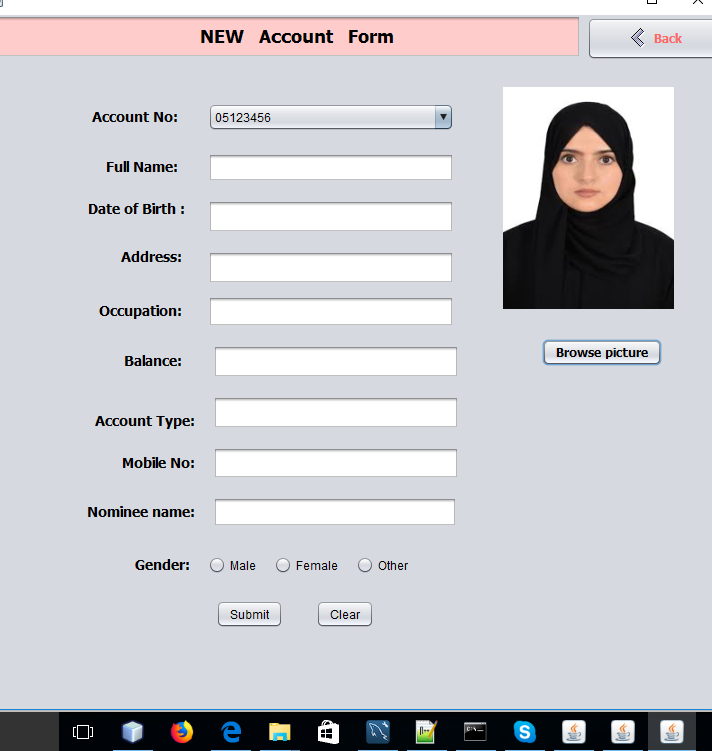 NEW Account Form
Back
Account No:
05123456
Full Name:
Date of Birth :
Address:
Occupation:
Browse picture
Balance:
Account Type:
Mobile No:
Nominee name:
Gender:
Male
Female
Other
Submit
Clear